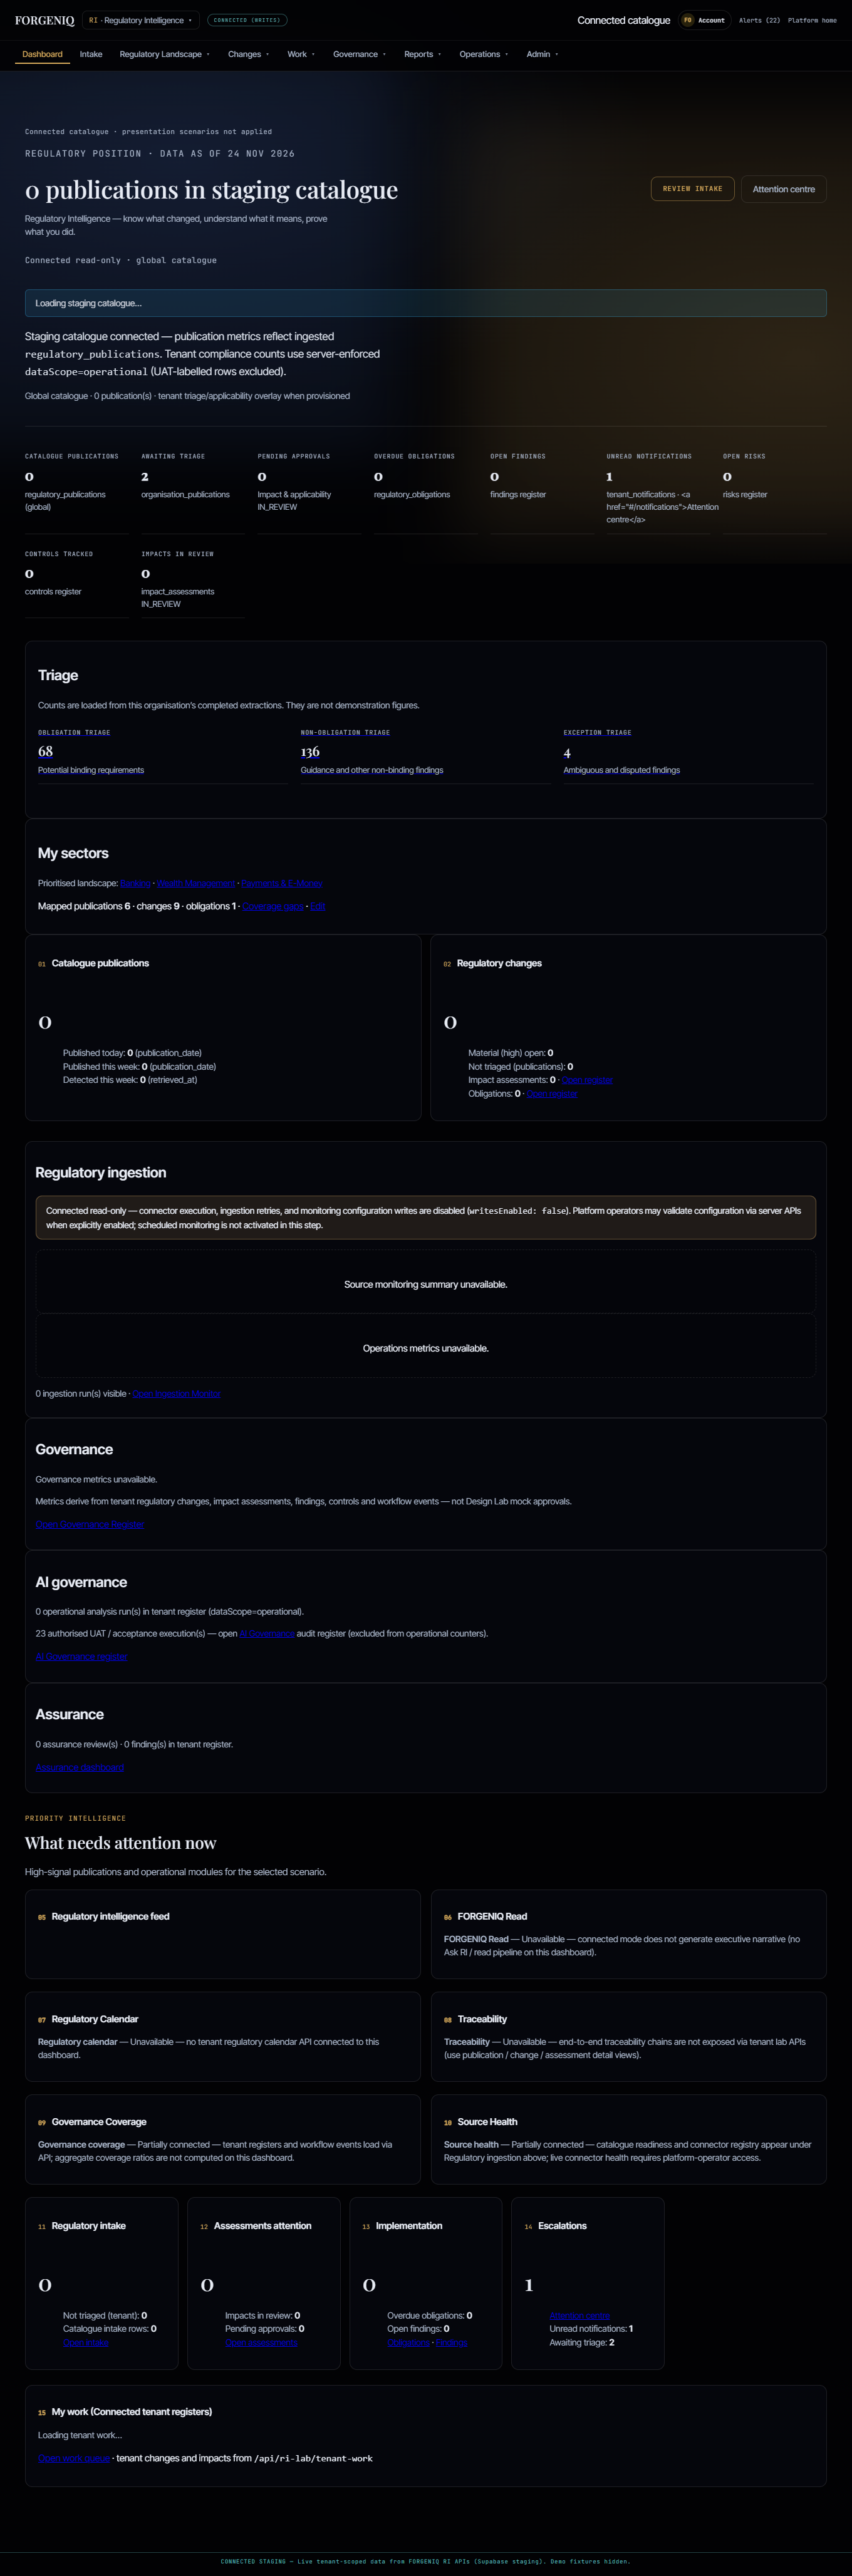 FORGENIQ
RI · Regulatory Intelligence
CONNECTED (WRITES)
Connected catalogue
FO Account
Alerts (22)
Platform home
Dashboard
Intake
Regulatory Landscape
Changes
Work
Governance
Reports
Operations
Admin
Connected catalogue · presentation scenarios not applied
REGULATORY POSITION · DATA AS OF 24 NOV 2026
0 publications in staging catalogue
REVIEW INTAKE
Attention centre
Regulatory Intelligence — know what changed, understand what it means, prove
what you did.
Connected read-only · global catalogue
Loading staging catalogue…
Staging catalogue connected — publication metrics reflect ingested
regulatory_publications. Tenant compliance counts use server-enforced
dataScope=operational (UAT-labelled rows excluded).
Global catalogue · 0 publication(s) · tenant triage/applicability overlay when provisioned
CATALOGUE PUBLICATIONS
0
regulatory_publications
(global)
AWAITING TRIAGE
2
organisation_publications
PENDING APPROVALS
0
Impact & applicability
IN_REVIEW
OVERDUE OBLIGATIONS
0
regulatory_obligations
OPEN FINDINGS
0
findings register
UNREAD NOTIFICATIONS
1
tenant_notifications · <a
href="#/notifications">Attention
centre</a>
OPEN RISKS
0
risks register
CONTROLS TRACKED
0
controls register
IMPACTS IN REVIEW
0
impact_assessments
IN_REVIEW
Triage
Counts are loaded from this organisation's completed extractions. They are not demonstration figures.
OBLIGATION TRIAGE
68
Potential binding requirements
NON-OBLIGATION TRIAGE
136
Guidance and other non-binding findings
EXCEPTION TRIAGE
4
Ambiguous and disputed findings
My sectors
Prioritised landscape: Banking · Wealth Management · Payments & E-Money
Mapped publications 6 · changes 9 · obligations 1 · Coverage page · Edit
01 Catalogue publications
0
Published today: 0 (publication_date)
Published this week: 0 (publication_date)
Detected this week: 0 (retrieved_at)
02 Regulatory changes
0
Material (high) open: 0
Not triaged (publications): 0
Impact assessments: 0 · Open register
Obligations: 0 · Open register
Regulatory ingestion
Connected read-only — connector execution, ingestion retries, and monitoring configuration writes are disabled (writesEnabled: false). Platform operators may validate configuration via server APIs
when explicitly enabled; scheduled monitoring is not activated in this step.
Source monitoring summary unavailable.
Operations metrics unavailable.
0 ingestion run(s) visible · Open Ingestion Monitor
Governance
Governance metrics unavailable.
Metrics derive from tenant regulatory changes, impact assessments, findings, controls and workflow events — not Design Lab mock approvals.
Open Governance Register
AI governance
0 operational analysis run(s) in tenant register (dataScope=operational).
23 authorised UAT / acceptance execution(s) — open AI Governance audit register (excluded from operational counters).
AI Governance register
Assurance
0 assurance review(s) · 0 finding(s) in tenant register.
Assurance dashboard
PRIORITY INTELLIGENCE
What needs attention now
High-signal publications and operational modules for the selected scenario.
05 Regulatory intelligence feed
06 FORGENIQ Read
FORGENIQ Read — Unavailable — connected mode does not generate executive narrative (no
Ask RI / read pipeline on this dashboard).
07 Regulatory Calendar
Regulatory calendar — Unavailable — no tenant regulatory calendar API connected to this
dashboard.
08 Traceability
Traceability — Unavailable — end-to-end traceability chains are not exposed via tenant lab APIs
(use publication / change / assessment detail views).
09 Governance Coverage
Governance coverage — Partially connected — tenant registers and workflow events load via
API; aggregate coverage ratios are not computed on this dashboard.
10 Source Health
Source health — Partially connected — catalogue readiness and connector registry appear under
Regulatory ingestion above; live connector health requires platform-operator access.
11 Regulatory intake
0
Not triaged (tenant): 0
Catalogue intake rows: 0
Open intake
12 Assessments attention
0
Impacts in review: 0
Pending approvals: 0
Open assessments
13 Implementation
0
Overdue obligations: 0
Open findings: 0
Obligations · Findings
14 Escalations
1
Attention centre
Unread notifications: 1
Awaiting triage: 2
15 My work (Connected tenant registers)
Loading tenant work…
Open work queue · tenant changes and impacts from /api/ri-lab/tenant-work
CONNECTED STAGING — Live tenant-scoped data from FORGENIQ RI APIs (Supabase staging). Demo fixtures hidden.